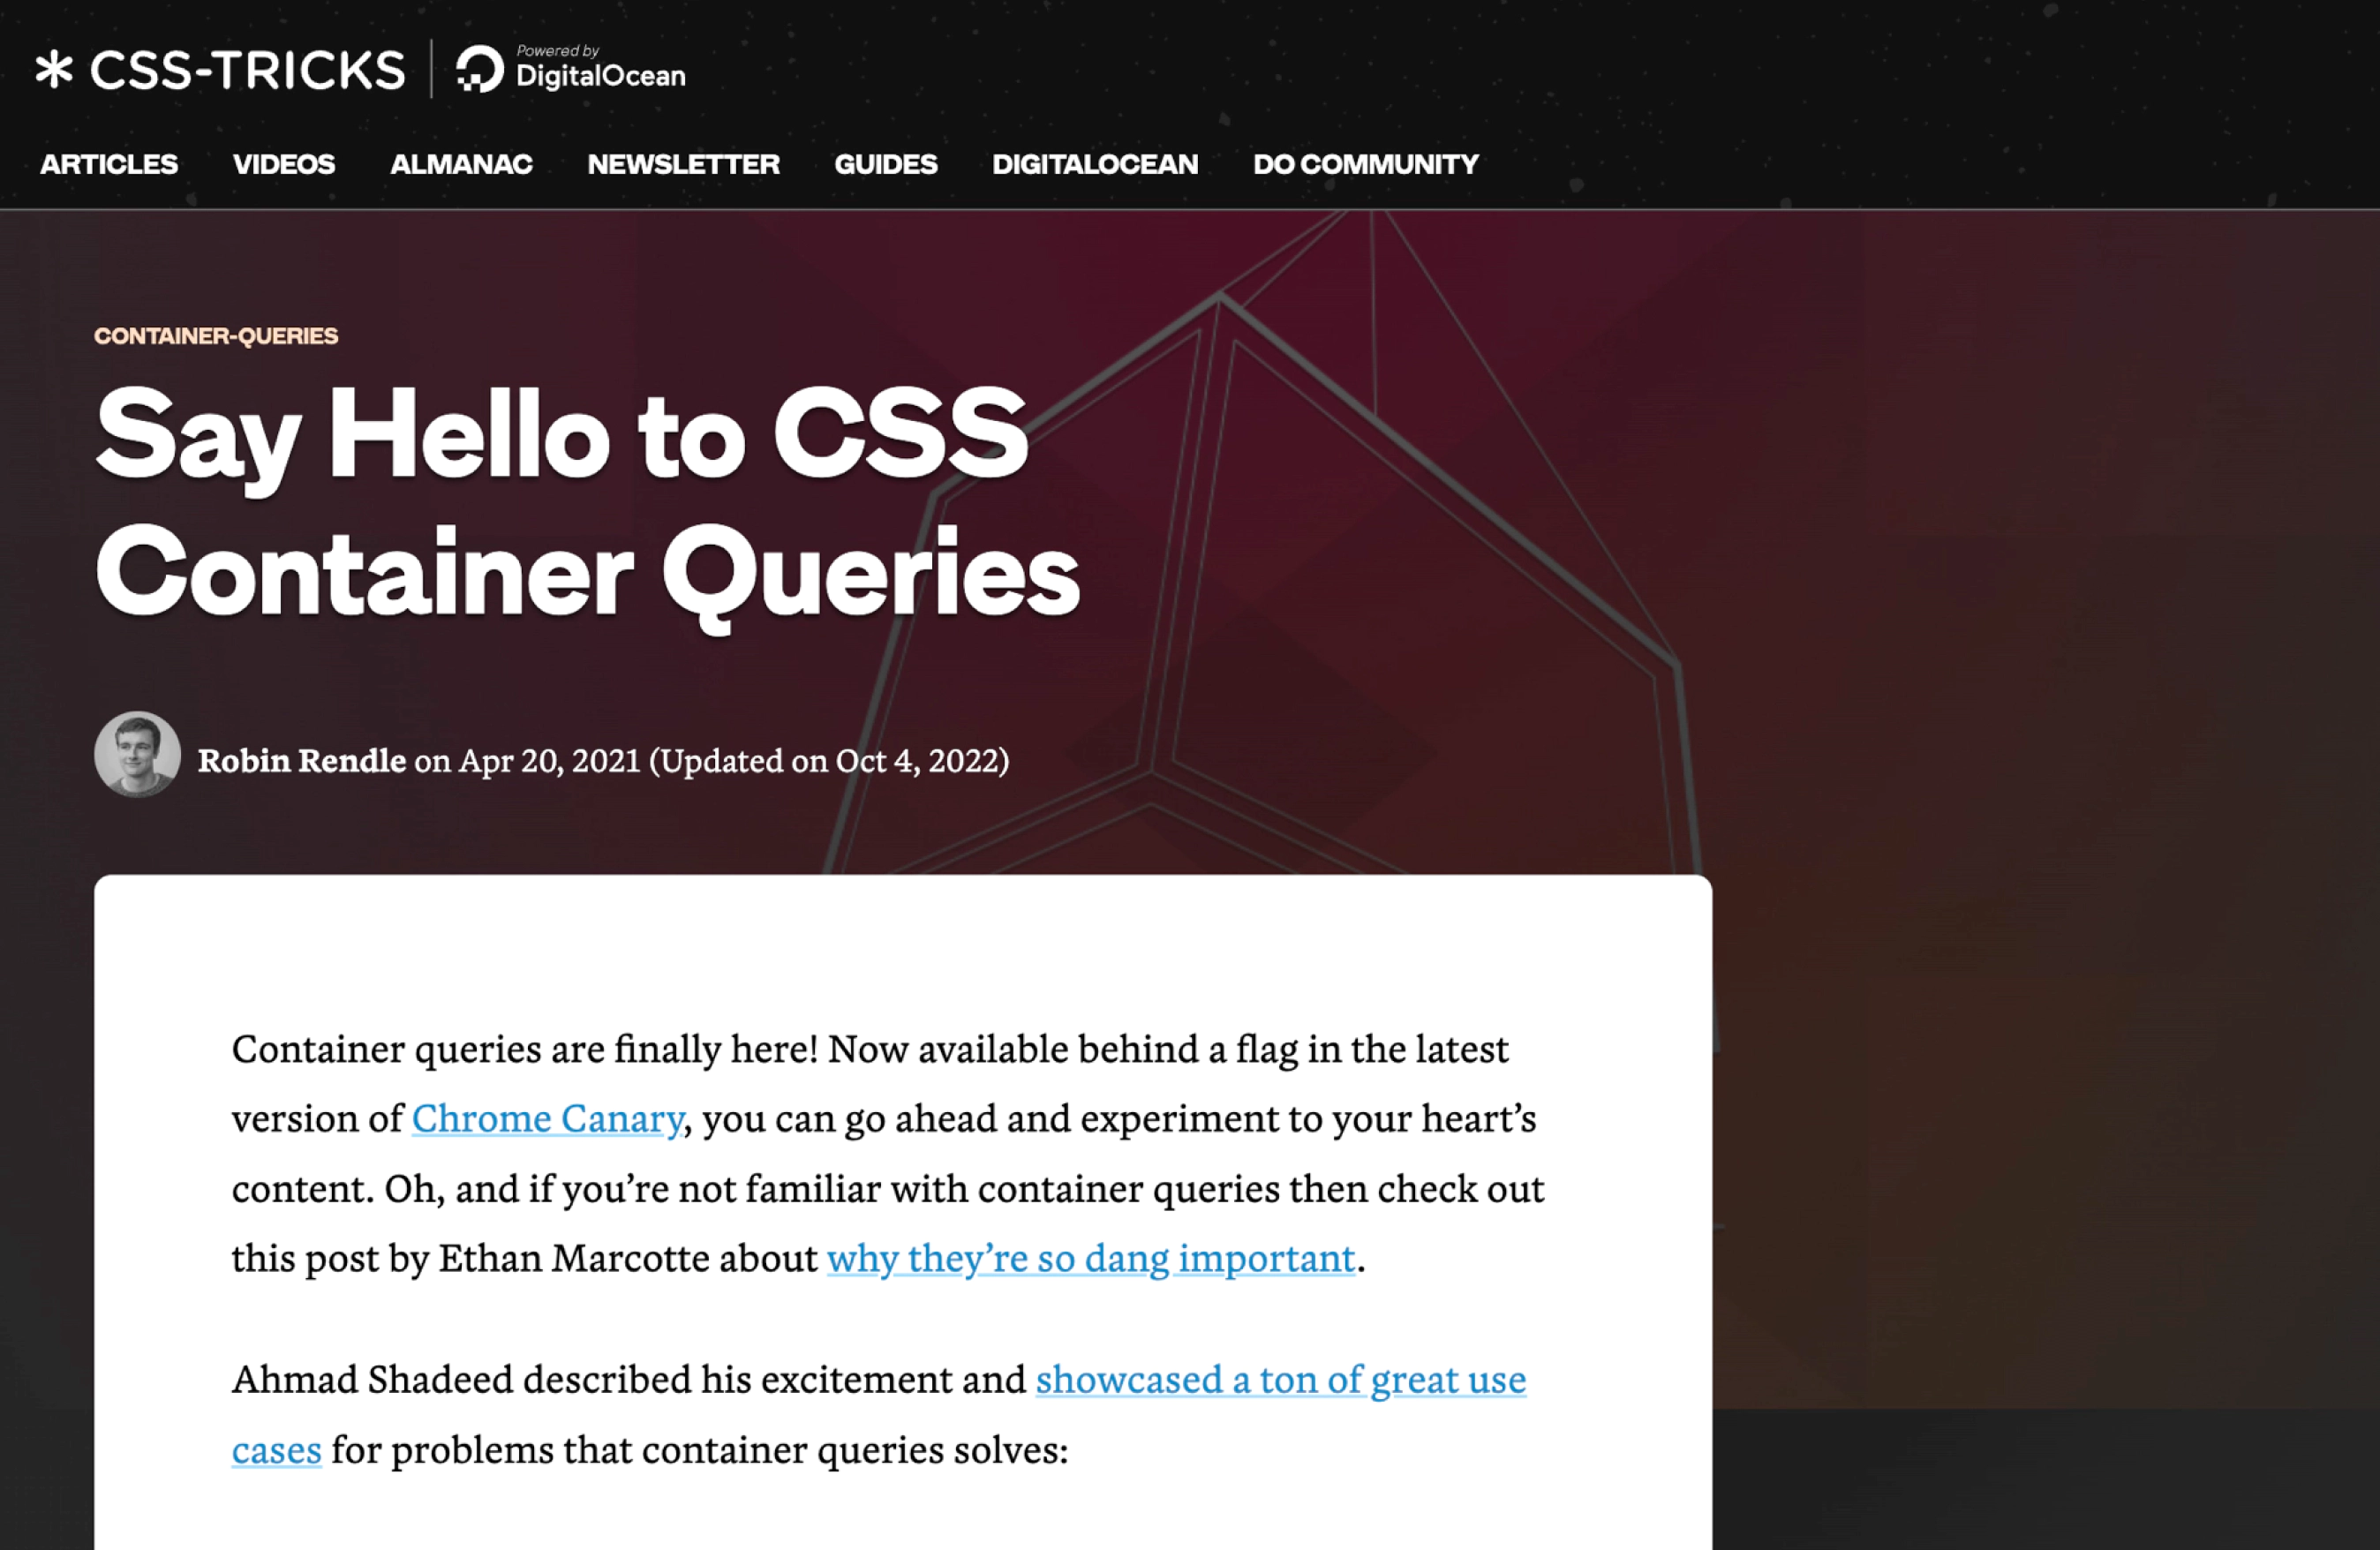 CSS-TRICKS
Powered by
DigitalOcean
ARTICLES VIDEOS ALMANAC NEWSLETTER GUIDES DIGITALOCEAN DO COMMUNITY
CONTAINER-QUERIES
Say Hello to CSS
Container Queries
Robin Rendle on Apr 20, 2021 (Updated on Oct 4, 2022)
Container queries are finally here! Now available behind a flag in the latest
version of Chrome Canary, you can go ahead and experiment to your heart’s
content. Oh, and if you’re not familiar with container queries then check out
this post by Ethan Marcotte about why they’re so dang important.
Ahmad Shadeed described his excitement and showcased a ton of great use
cases for problems that container queries solves: